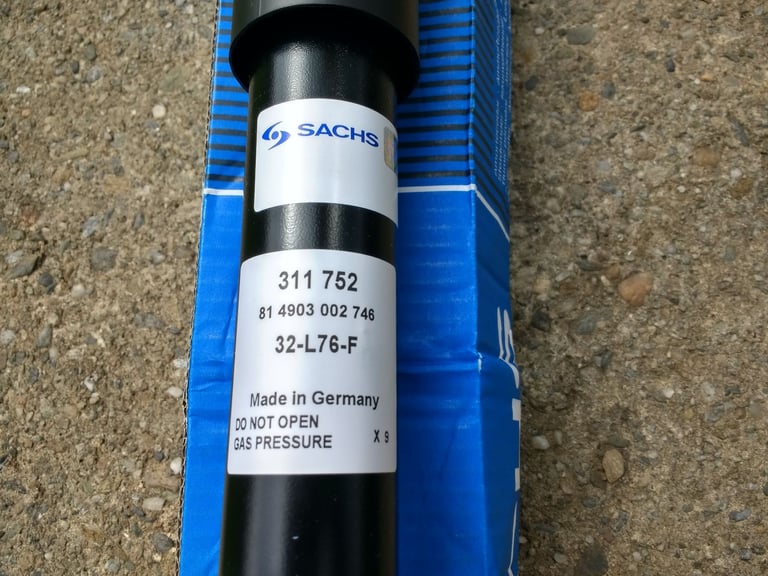 SACHS
311 752
81 4903 002 746
32-L76-F
Made in Germany
DO NOT OPEN
GAS PRESSURE X 9